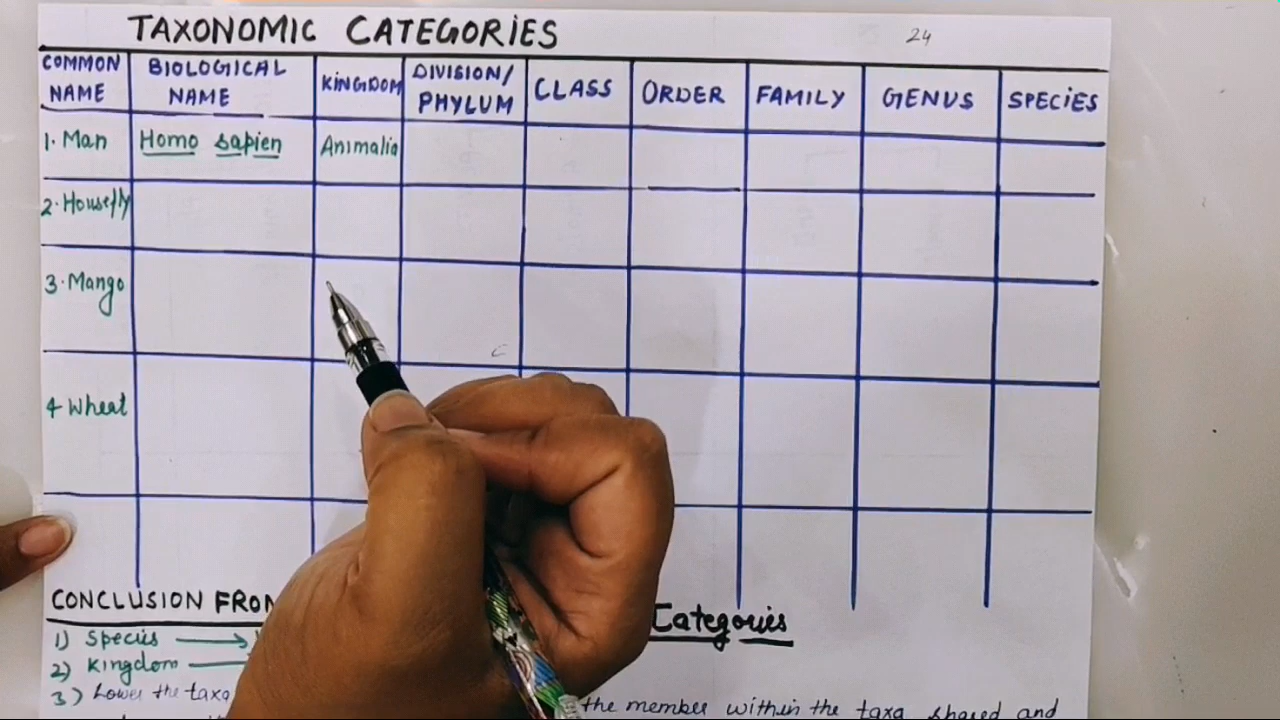 TAXONOMIC CATEGORIES
24
COMMON NAME BIOLOGICAL NAME KINGDOM DIVISION/ PHYLUM CLASS ORDER FAMILY GENUS SPECIES
1. Man Homo sapien Animalia
2. Housefly
3. Mango
4 Wheat
CONCLUSION FROM Categories
1) Species
2) Kingdom
3) Lower the taxa the member within the taxa shared and